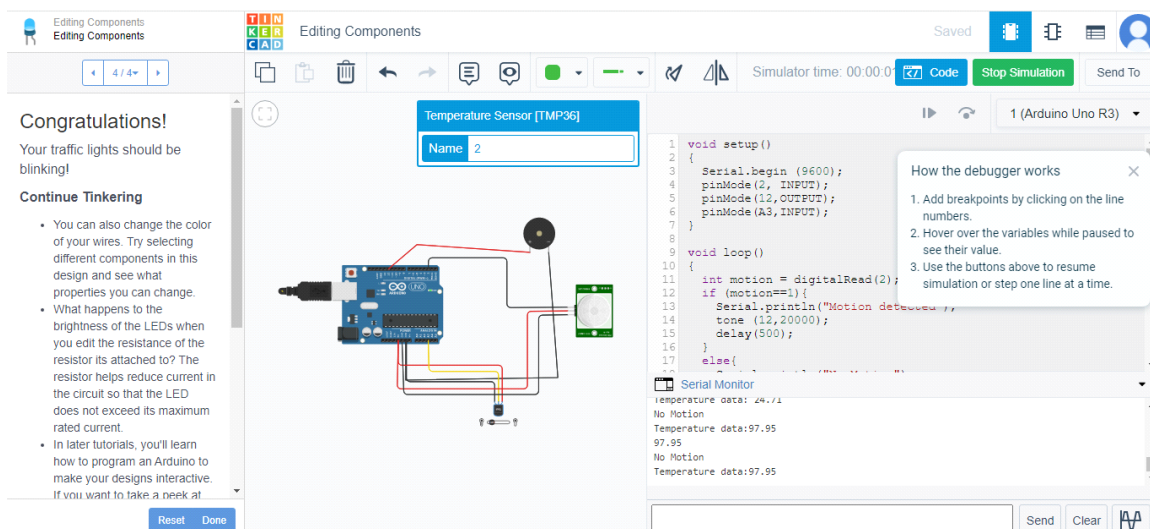 Editing Components
Editing Components
TIN
KER
CAD
Editing Components
Saved
4 / 4
Simulator time: 00:00:01
Code
Stop Simulation
Send To
Congratulations!
Your traffic lights should be
blinking!
Continue Tinkering
• You can also change the color
of your wires. Try selecting
different components in this
design and see what
properties you can change.
• What happens to the
brightness of the LEDs when
you edit the resistance of the
resistor its attached to? The
resistor helps reduce current in
the circuit so that the LED
does not exceed its maximum
rated current.
• In later tutorials, you'll learn
how to program an Arduino to
make your designs interactive.
If you want to take a peek at
Reset
Done
Temperature Sensor [TMP36]
Name 2
1 (Arduino Uno R3)
1 void setup()
2 {
3 Serial.begin (9600);
4 pinMode(2, INPUT);
5 pinMode(12,OUTPUT);
6 pinMode(A3,INPUT);
7 }
8
9 void loop()
10 {
11 int motion = digitalRead(2);
12 if (motion==1){
13 Serial.println("Motion detected");
14 tone (12,20000);
15 delay(500);
16 }
17 else{
How the debugger works
1. Add breakpoints by clicking on the line
numbers.
2. Hover over the variables while paused to
see their value.
3. Use the buttons above to resume
simulation or step one line at a time.
Serial Monitor
Temperature data: 24.71
No Motion
Temperature data:97.95
97.95
No Motion
Temperature data:97.95
Send
Clear